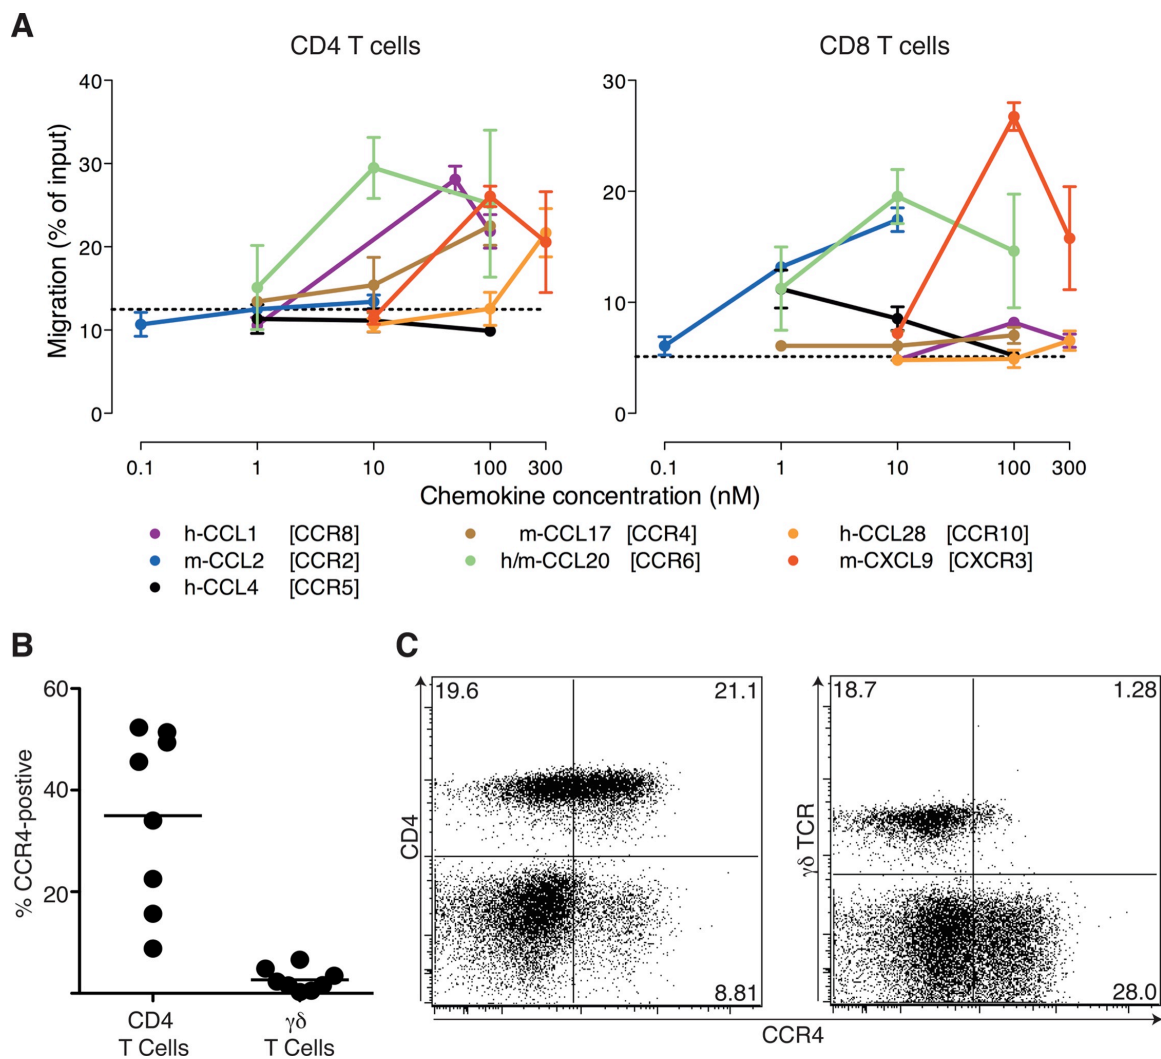 A
CD4 T cells
CD8 T cells
Migration (% of input)
40
30
20
10
0
30
20
10
0
0.1 1 10 100 300
0.1 1 10 100 300
Chemokine concentration (nM)
h-CCL1 [CCR8]
m-CCL17 [CCR4]
h-CCL28 [CCR10]
m-CCL2 [CCR2]
h/m-CCL20 [CCR6]
m-CXCL9 [CXCR3]
h-CCL4 [CCR5]
B
% CCR4-postive
60
40
20
CD4
T Cells
γδ
T Cells
C
CD4
19.6
21.1
8.81
γδ TCR
18.7
1.28
28.0
CCR4